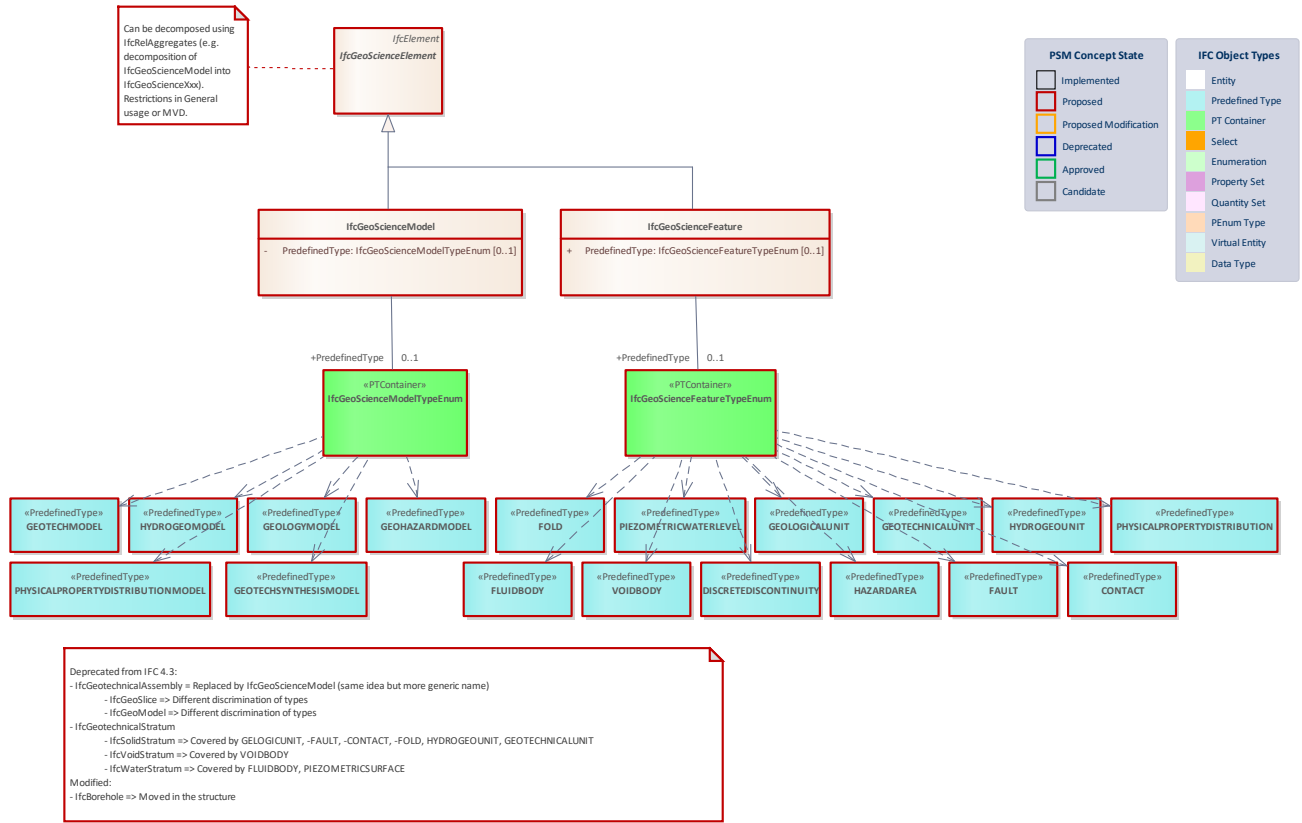 Can be decomposed using
IfcRelAggregates (e.g.
decomposition of
IfcGeoScienceModel into
IfcGeoScienceXxx).
Restrictions in General
usage or MVD.
IfcElement
IfcGeoScienceElement
PSM Concept State
Implemented
Proposed
Proposed Modification
Deprecated
Approved
Candidate
IFC Object Types
Entity
Predefined Type
PT Container
Select
Enumeration
Property Set
Quantity Set
PEnum Type
Virtual Entity
Data Type
IfcGeoScienceModel
- PredefinedType: IfcGeoScienceModelTypeEnum [0..1]
IfcGeoScienceFeature
+ PredefinedType: IfcGeoScienceFeatureTypeEnum [0..1]
+PredefinedType 0..1
+PredefinedType 0..1
«PTContainer»
IfcGeoScienceModelTypeEnum
«PTContainer»
IfcGeoScienceFeatureTypeEnum
«PredefinedType»
GEOTECHMODEL
«PredefinedType»
HYDROGEOMODEL
«PredefinedType»
GEOLOGYMODEL
«PredefinedType»
GEOHAZARDMODEL
«PredefinedType»
FOLD
«PredefinedType»
PIEZOMETRICWATERLEVEL
«PredefinedType»
GEOLOGICALUNIT
«PredefinedType»
GEOTECHNICALUNIT
«PredefinedType»
HYDROGEOUNIT
«PredefinedType»
PHYSICALPROPERTYDISTRIBUTION
«PredefinedType»
PHYSICALPROPERTYDISTRIBUTIONMODEL
«PredefinedType»
GEOTECHSYNTHESISMODEL
«PredefinedType»
FLUIDBODY
«PredefinedType»
VOIDBODY
«PredefinedType»
DISCRETEDISCONTINUITY
«PredefinedType»
HAZARDAREA
«PredefinedType»
FAULT
«PredefinedType»
CONTACT
Deprecated from IFC 4.3:
- IfcGeotechnicalAssembly = Replaced by IfcGeoScienceModel (same idea but more generic name)
- IfcGeoSlice => Different discrimination of types
- IfcGeoModel => Different discrimination of types
- IfcGeotechnicalStratum
- IfcSolidStratum => Covered by GELOGICUNIT, -FAULT, -CONTACT, -FOLD, HYDROGEOUNIT, GEOTECHNICALUNIT
- IfcVoidStratum => Covered by VOIDBODY
- IfcWaterStratum => Covered by FLUIDBODY, PIEZOMETRICSURFACE
Modified:
- IfcBorehole => Moved in the structure